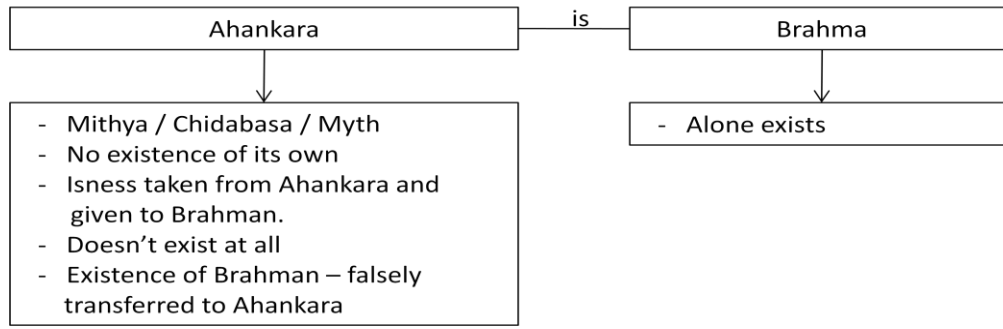 Ahankara
is
Brahma
- Mithya / Chidabasa / Myth
- No existence of its own
- Isness taken from Ahankara and
given to Brahman.
- Doesn’t exist at all
- Existence of Brahman – falsely
transferred to Ahankara
- Alone exists